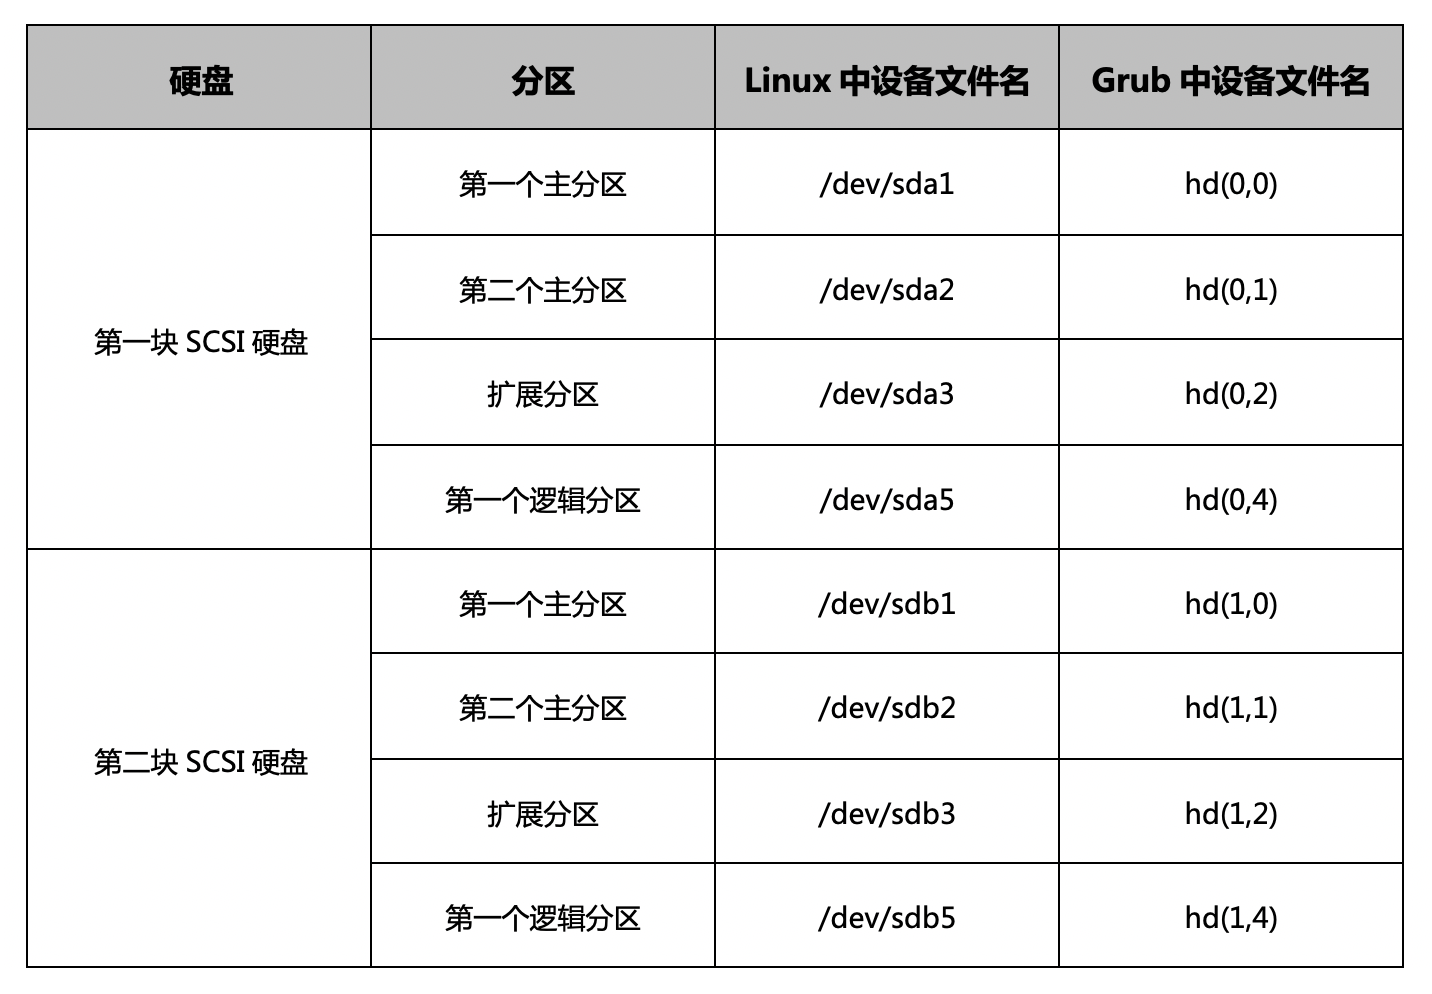 硬盘 分区 Linux 中设备文件名 Grub 中设备文件名
第一块 SCSI 硬盘 第一个主分区 /dev/sda1 hd(0,0)
第二个主分区 /dev/sda2 hd(0,1)
扩展分区 /dev/sda3 hd(0,2)
第一个逻辑分区 /dev/sda5 hd(0,4)
第二块 SCSI 硬盘 第一个主分区 /dev/sdb1 hd(1,0)
第二个主分区 /dev/sdb2 hd(1,1)
扩展分区 /dev/sdb3 hd(1,2)
第一个逻辑分区 /dev/sdb5 hd(1,4)